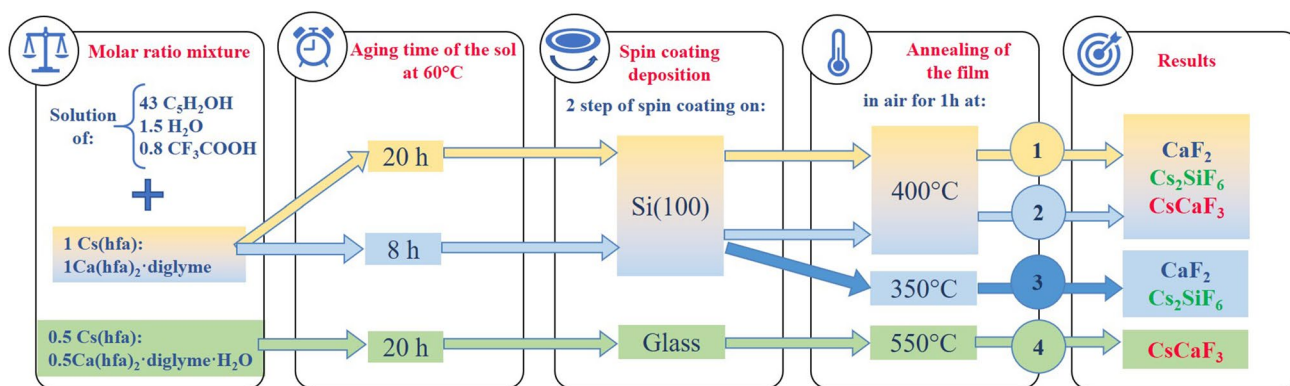 Molar ratio mixture
Solution of:
43 C₅H₂OH
1.5 H₂O
0.8 CF₃COOH
+
1 Cs(hfa):
1Ca(hfa)₂·diglyme
0.5 Cs(hfa):
0.5Ca(hfa)₂·diglyme·H₂O
Aging time of the sol
at 60°C
20 h
8 h
20 h
Spin coating
deposition
2 step of spin coating on:
Si(100)
Glass
Annealing of
the film
in air for 1h at:
400°C
350°C
550°C
1
2
3
4
Results
CaF₂
Cs₂SiF₆
CsCaF₃
CaF₂
Cs₂SiF₆
CsCaF₃